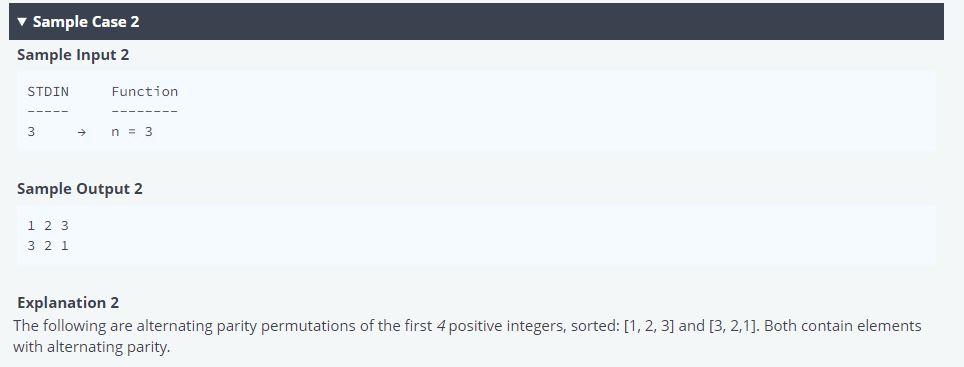 ▼ Sample Case 2
Sample Input 2
STDIN Function
----- --------
3 → n = 3
Sample Output 2
1 2 3
3 2 1
Explanation 2
The following are alternating parity permutations of the first 4 positive integers, sorted: [1, 2, 3] and [3, 2,1]. Both contain elements
with alternating parity.